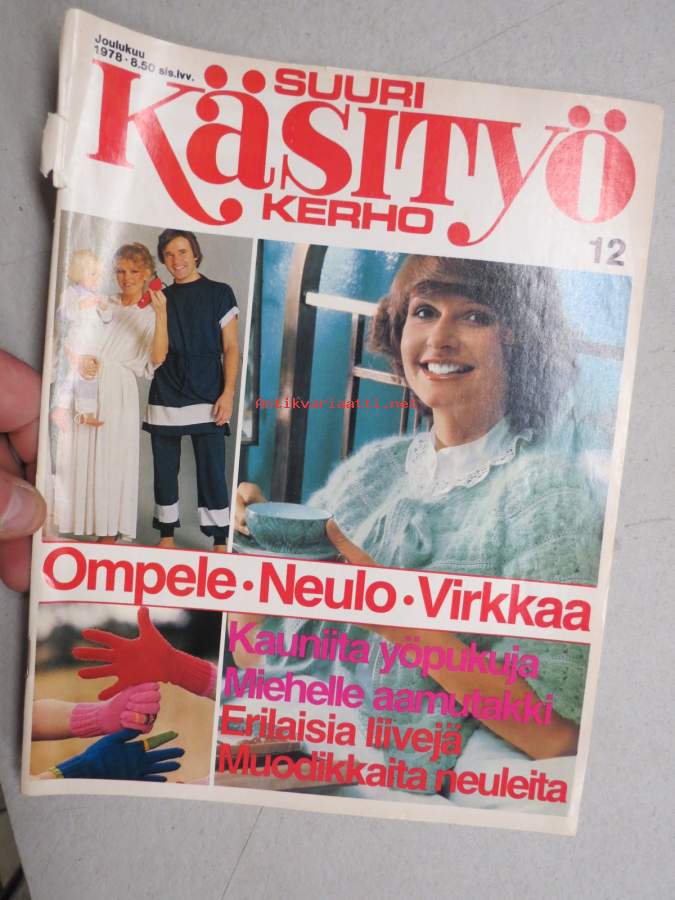 Joulukuu
1978 · 8.50 sis.lvv.
SUURI
KÄSITYÖ
KERHO
12
Antikvariaatti.net
Ompele · Neulo · Virkkaa
Kauniita yöpukuja
Miehelle aamutakki
Erilaisia liivejä
Muodikkaita neuleita